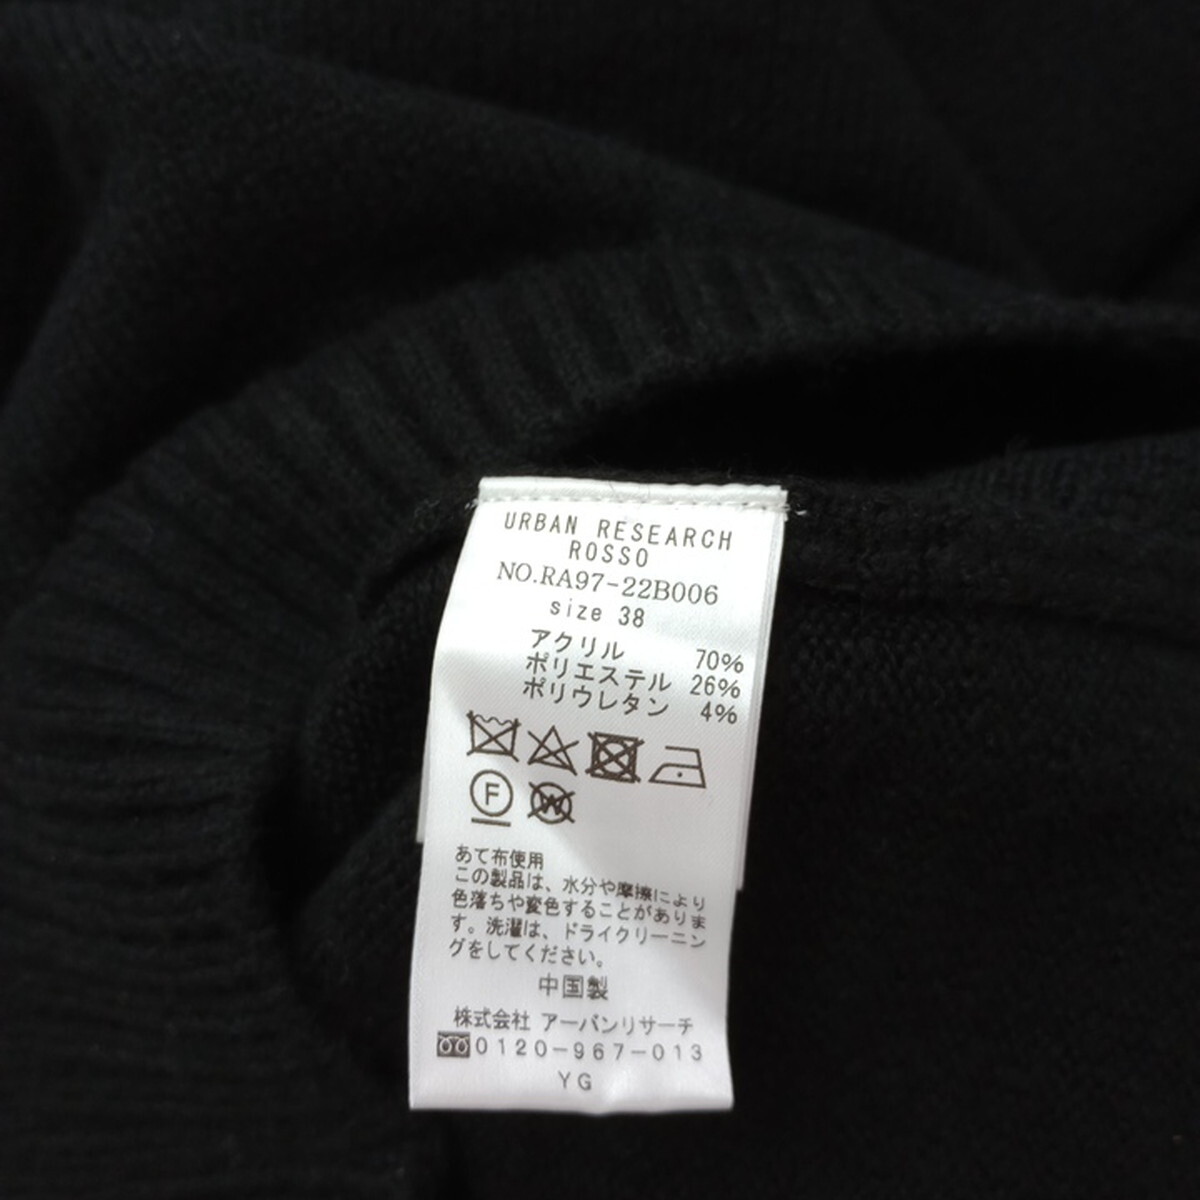 URBAN RESEARCH
ROSSO
NO.RA97-22B006
size 38
アクリル 70%
ポリエステル 26%
ポリウレタン 4%
F
W
あて布使用
この製品は、水分や摩擦により
色落ちや変色することがありま
す。洗濯は、ドライクリーニン
グをしてください。
中国製
株式会社 アーバンリサーチ
0120-967-013
YG